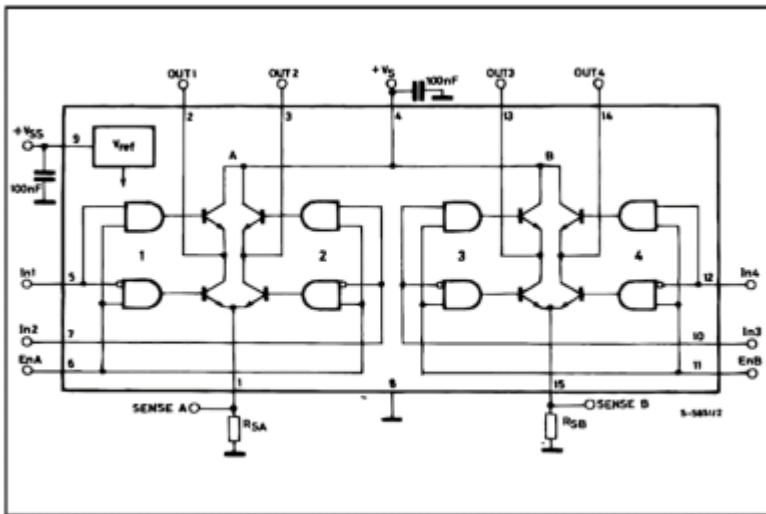 OUT1
OUT2
+VS
100nF
OUT3
OUT4
2
3
4
13
14
+VSS
9
Vref
A
B
100nF
1
2
3
4
In1
5
12
In4
In2
7
10
In3
EnA
6
11
EnB
1
8
15
SENSE A
SENSE B
RSA
RSB